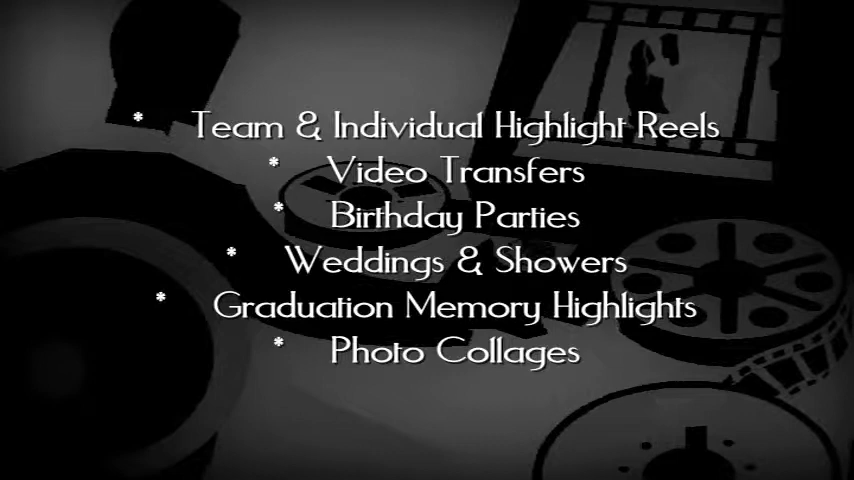 * Team & Individual Highlight Reels
* Video Transfers
* Birthday Parties
* Weddings & Showers
* Graduation Memory Highlights
* Photo Collages